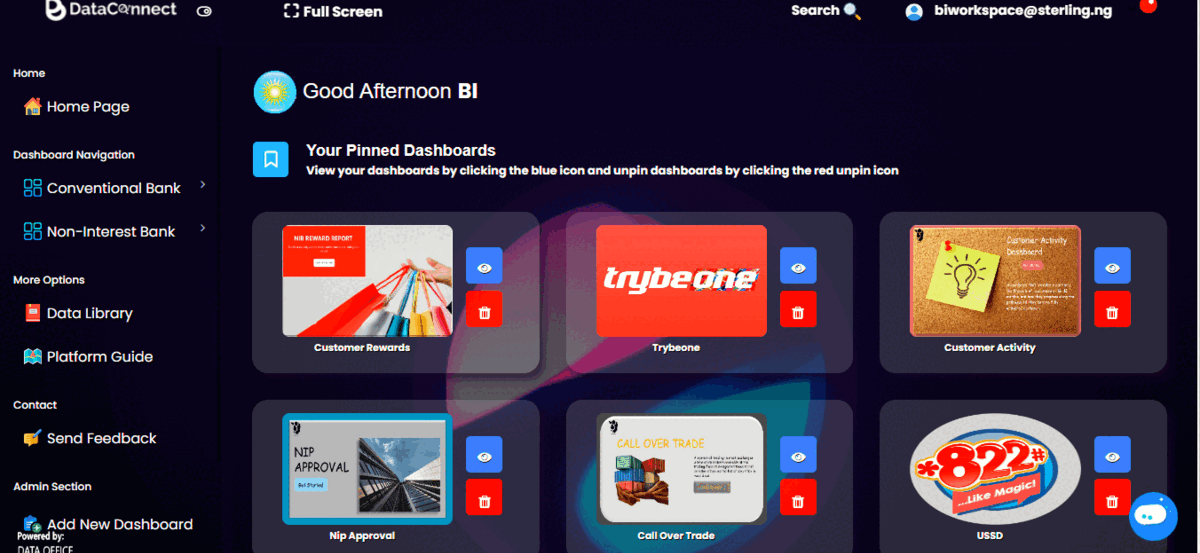 DataConnect
Full Screen
Search
biworkspace@sterling.ng
Home
Home Page
Dashboard Navigation
Conventional Bank
Non-Interest Bank
More Options
Data Library
Platform Guide
Contact
Send Feedback
Admin Section
Add New Dashboard
Powered by:
DATA OFFICE
Good Afternoon BI
Your Pinned Dashboards
View your dashboards by clicking the blue icon and unpin dashboards by clicking the red unpin icon
NIB REWARD REPORT
Customer Rewards
trybeone
Trybeone
Customer Activity
Dashboard
Customer Activity
NIP
APPROVAL
Get Started
Nip Approval
CALL OVER TRADE
Call Over Trade
*822#
...Like Magic!
USSD